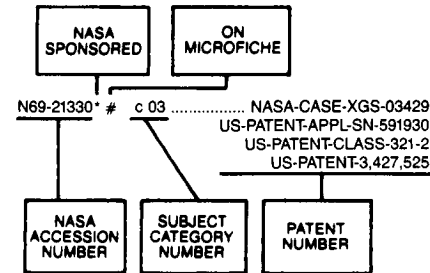 NASA SPONSORED
ON MICROFICHE
N69-21330* # c 03 .................. NASA-CASE-XGS-03429
US-PATENT-APPL-SN-591930
US-PATENT-CLASS-321-2
US-PATENT-3,427,525
NASA ACCESSION NUMBER
SUBJECT CATEGORY NUMBER
PATENT NUMBER